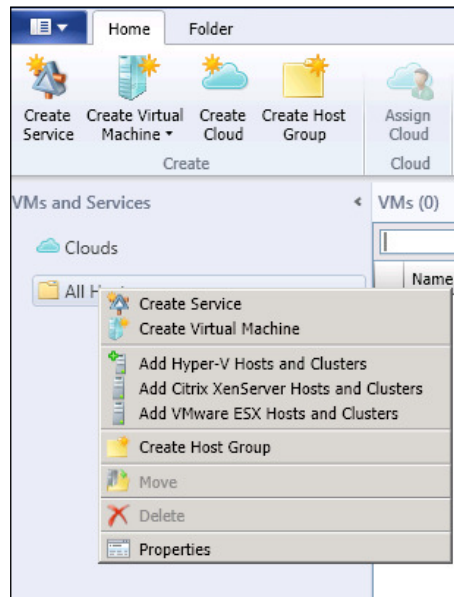 Home Folder
Create Service
Create Virtual Machine
Create Cloud
Create Host Group
Assign Cloud
Create
Cloud
VMs and Services
VMs (0)
Clouds
Name
All
Create Service
Create Virtual Machine
Add Hyper-V Hosts and Clusters
Add Citrix XenServer Hosts and Clusters
Add VMware ESX Hosts and Clusters
Create Host Group
Move
Delete
Properties